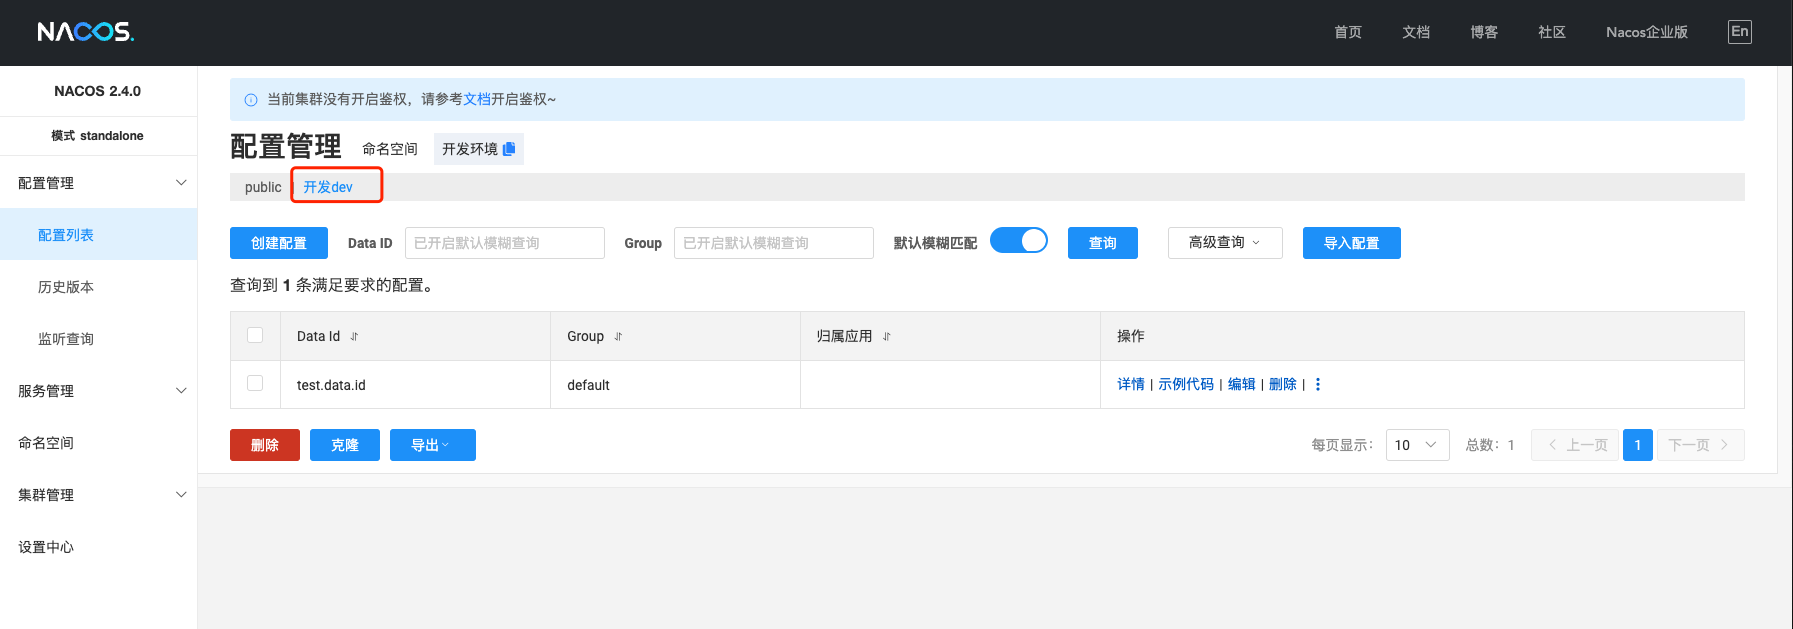 NACOS.
首页 文档 博客 社区 Nacos企业版 En
NACOS 2.4.0
模式 standalone
配置管理
配置列表
历史版本
监听查询
服务管理
命名空间
集群管理
设置中心
当前集群没有开启鉴权，请参考文档开启鉴权~
配置管理 命名空间 开发环境
public 开发dev
创建配置 Data ID 已开启默认模糊查询 Group 已开启默认模糊查询 默认模糊匹配 查询 高级查询 导入配置
查询到 1 条满足要求的配置。
Data Id Group 归属应用 操作
test.data.id default 详情 | 示例代码 | 编辑 | 删除 |
删除 克隆 导出 每页显示： 10 总数：1 上一页 1 下一页